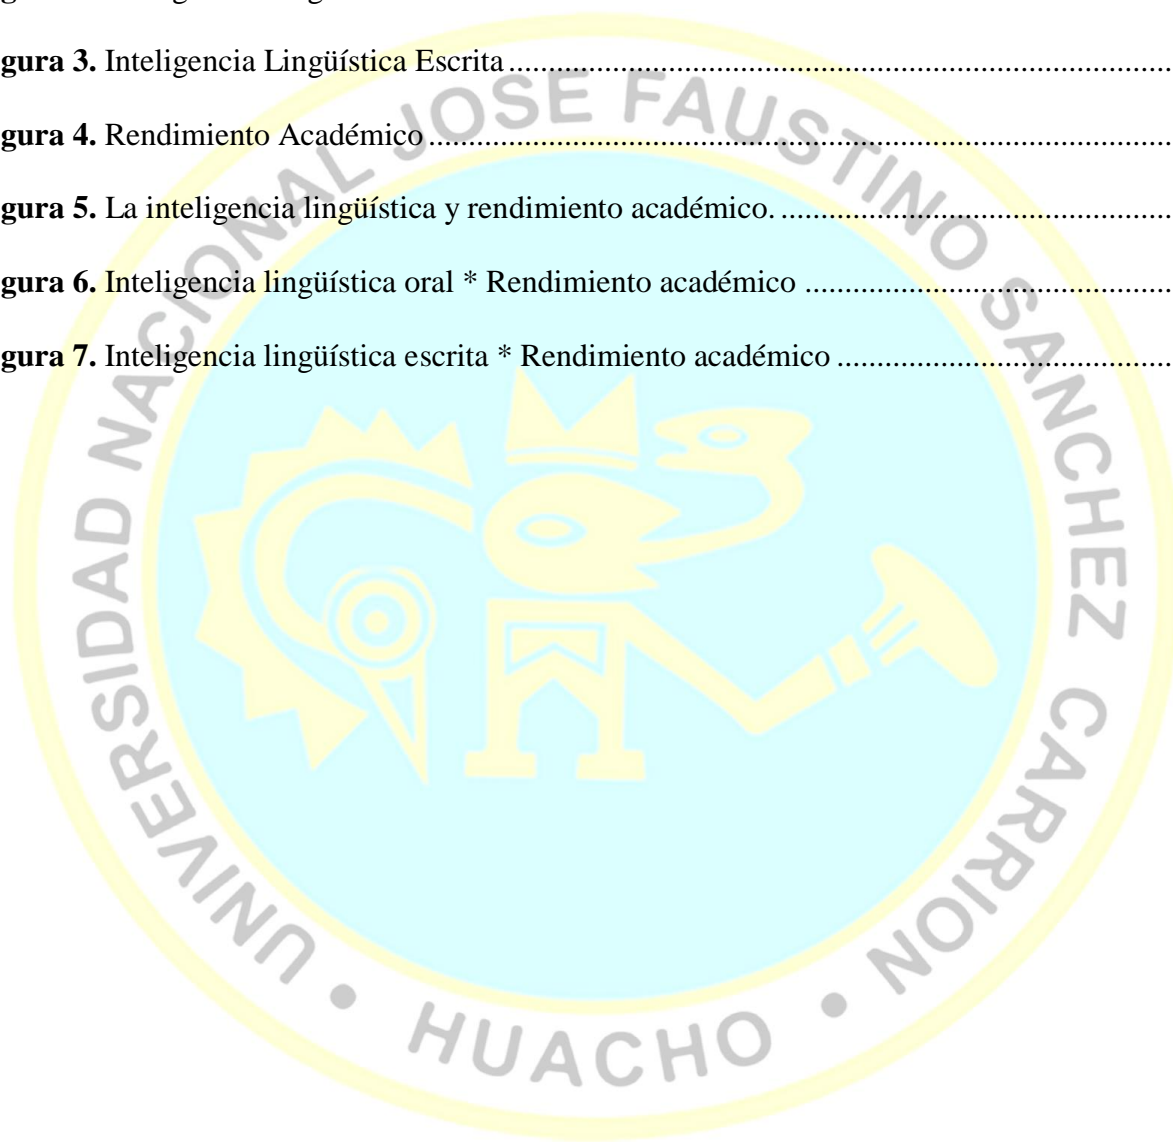 gura 3. Inteligencia Lingüística Escrita ....................................................................................
gura 4. Rendimiento Académico ..............................................................................................
gura 5. La inteligencia lingüística y rendimiento académico. .................................................
gura 6. Inteligencia lingüística oral * Rendimiento académico ..............................................
gura 7. Inteligencia lingüística escrita * Rendimiento académico ..........................................
UNIVERSIDAD NACIONAL JOSE FAUSTINO SANCHEZ CARRION
• HUACHO •